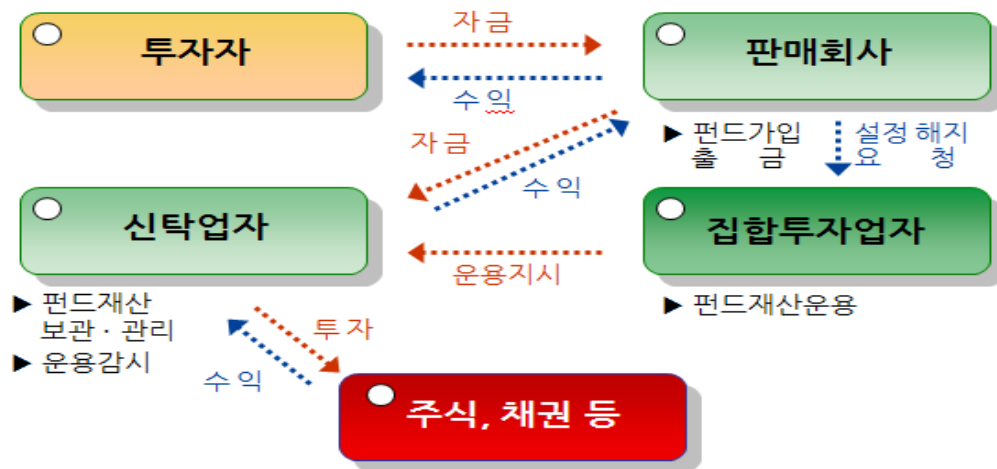 투자자
자 금
수 익
판매회사
▶ 펀드가입
출 금
설정 해지
요 청
자 금
수 익
신탁업자
운용지시
집합투자업자
▶ 펀드재산
보관 · 관리
▶ 운용감시
▶ 펀드재산운용
투 자
수 익
주식, 채권 등